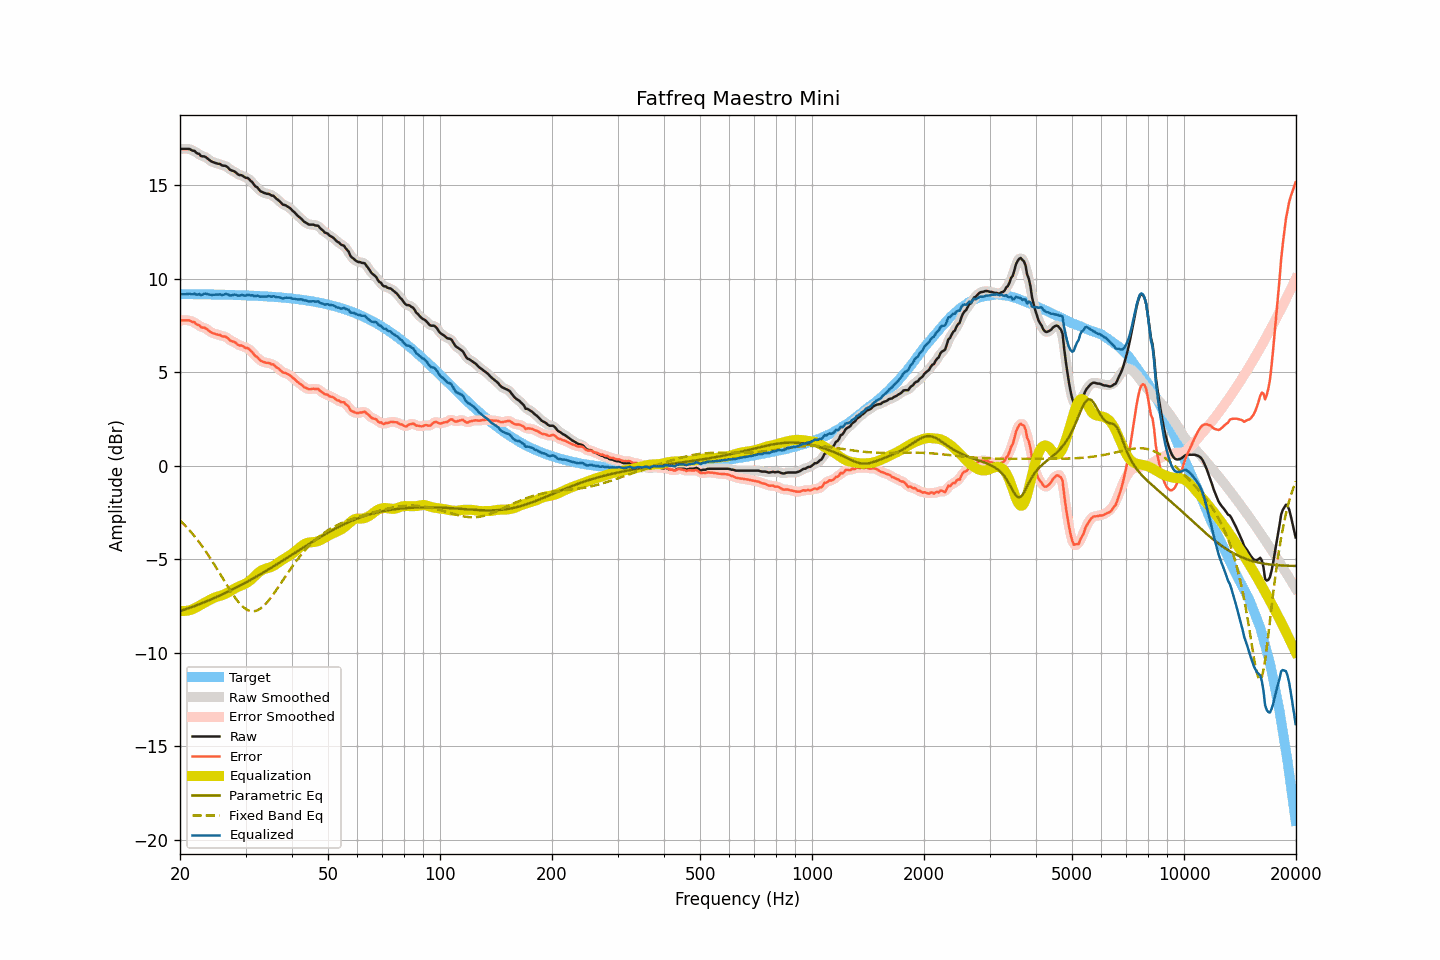 Fatfreq Maestro Mini
Amplitude (dBr)
15
10
5
0
−5
−10
−15
−20
Target
Raw Smoothed
Error Smoothed
Raw
Error
Equalization
Parametric Eq
Fixed Band Eq
Equalized
20 50 100 200 500 1000 2000 5000 10000 20000
Frequency (Hz)